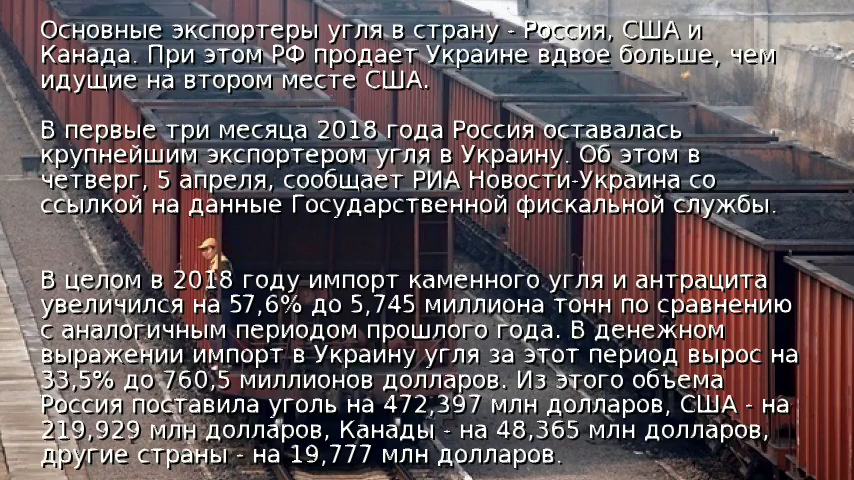 Основные экспортеры угля в страну - Россия, США и
Канада. При этом РФ продает Украине вдвое больше, чем
идущие на втором месте США.
В первые три месяца 2018 года Россия оставалась
крупнейшим экспортером угля в Украину. Об этом в
четверг, 5 апреля, сообщает РИА Новости-Украина со
ссылкой на данные Государственной фискальной службы.
В целом в 2018 году импорт каменного угля и антрацита
увеличился на 57,6% до 5,745 миллиона тонн по сравнению
с аналогичным периодом прошлого года. В денежном
выражении импорт в Украину угля за этот период вырос на
33,5% до 760,5 миллионов долларов. Из этого объема
Россия поставила уголь на 472,397 млн долларов, США - на
219,929 млн долларов, Канады - на 48,365 млн долларов,
другие страны - на 19,777 млн долларов.